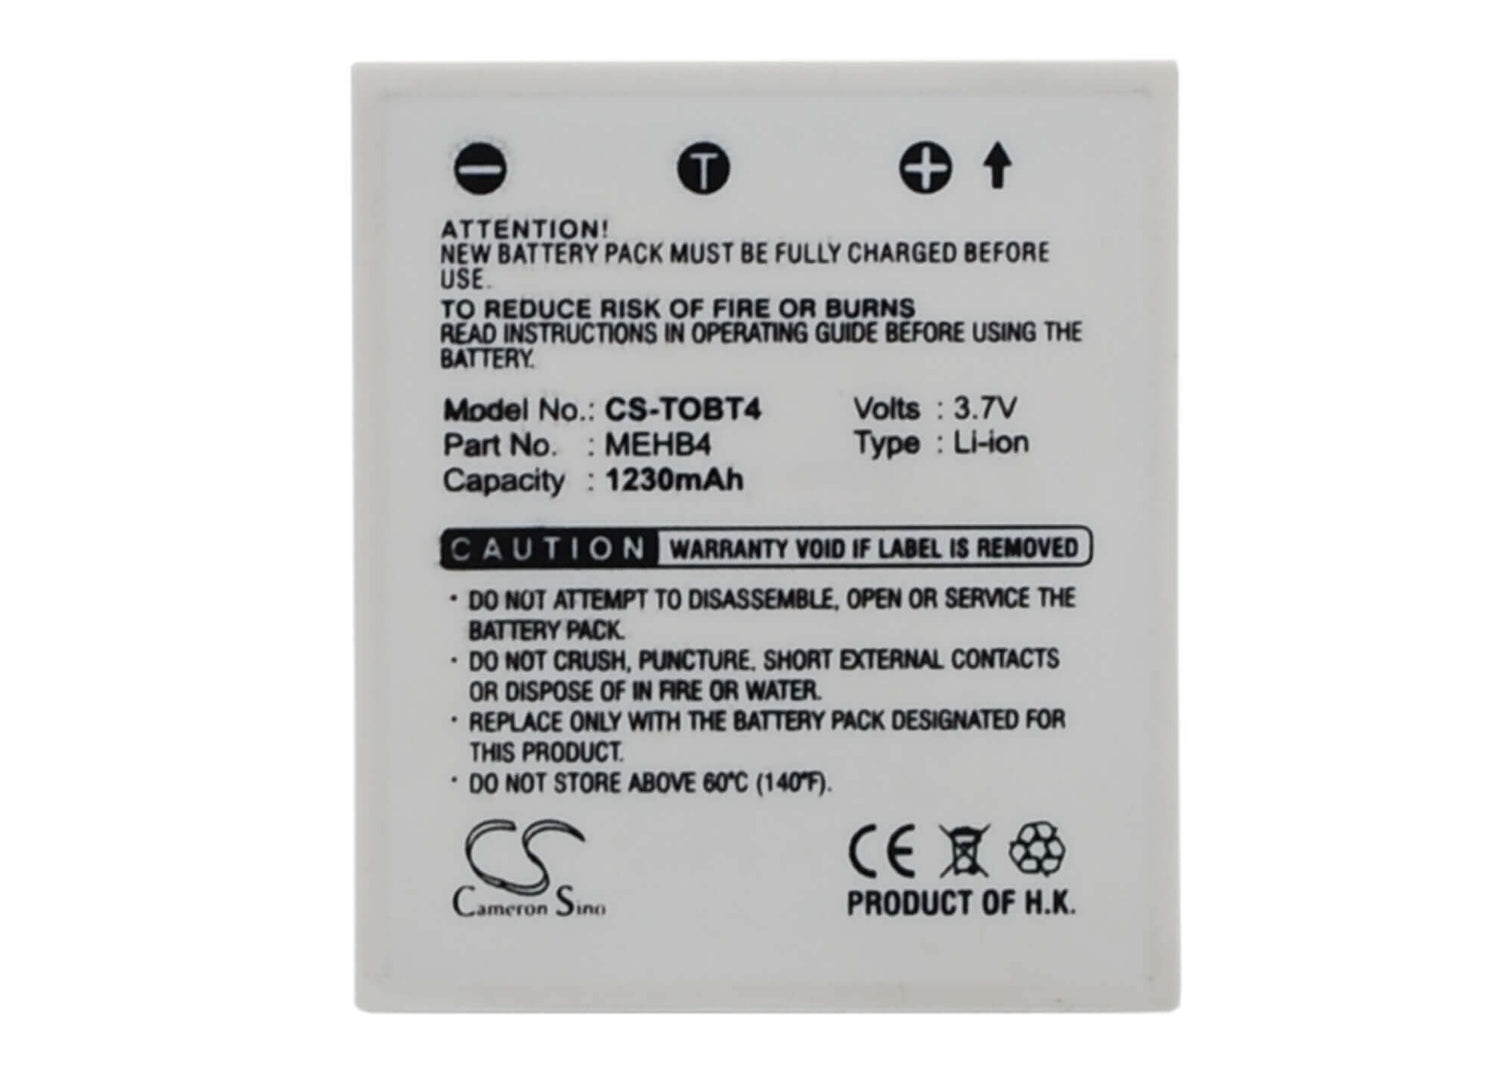 T
ATTENTION!
NEW BATTERY PACK MUST BE FULLY CHARGED BEFORE
USE.
TO REDUCE RISK OF FIRE OR BURNS
READ INSTRUCTIONS IN OPERATING GUIDE BEFORE USING THE
BATTERY.
Model No.: CS-TOBT4 Volts : 3.7V
Part No. : MEHB4 Type : Li-ion
Capacity : 1230mAh
CAUTION WARRANTY VOID IF LABEL IS REMOVED
· DO NOT ATTEMPT TO DISASSEMBLE, OPEN OR SERVICE THE
BATTERY PACK.
· DO NOT CRUSH, PUNCTURE, SHORT EXTERNAL CONTACTS
OR DISPOSE OF IN FIRE OR WATER.
· REPLACE ONLY WITH THE BATTERY PACK DESIGNATED FOR
THIS PRODUCT.
· DO NOT STORE ABOVE 60°C (140°F).
CS CE
Cameron Sino PRODUCT OF H.K.